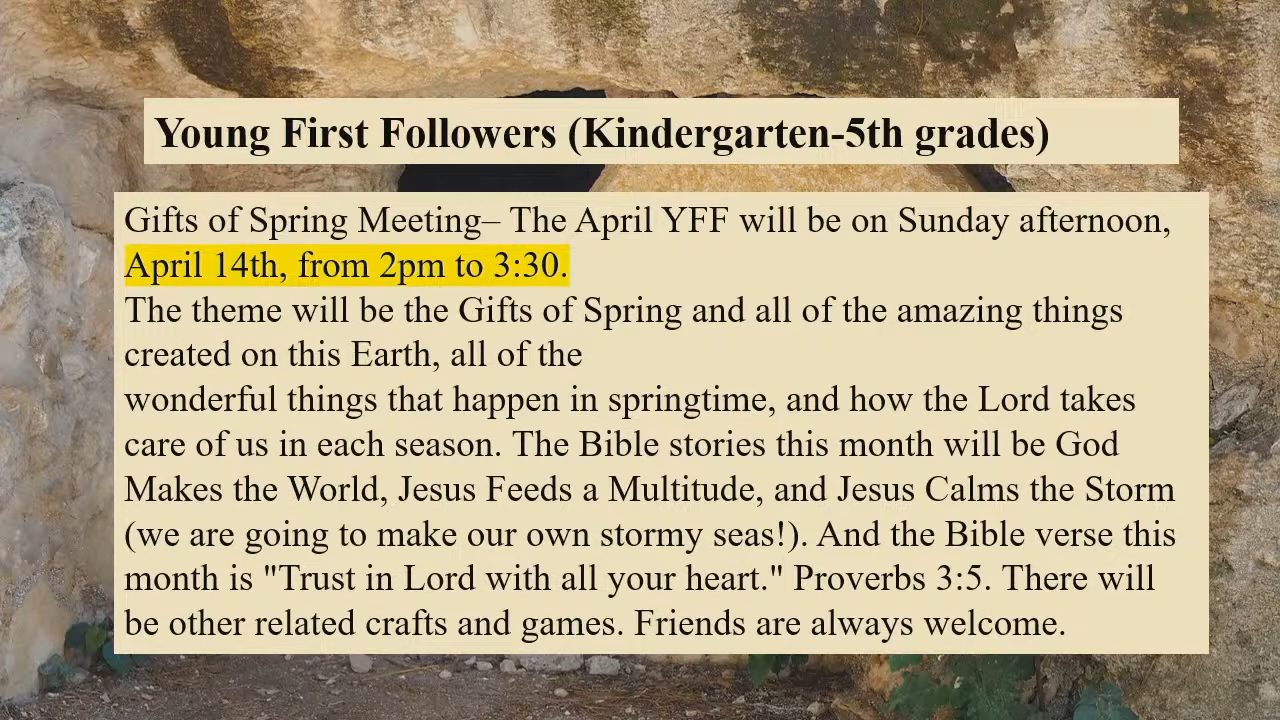 Young First Followers (Kindergarten-5th grades)
Gifts of Spring Meeting– The April YFF will be on Sunday afternoon,
April 14th, from 2pm to 3:30.
The theme will be the Gifts of Spring and all of the amazing things
created on this Earth, all of the
wonderful things that happen in springtime, and how the Lord takes
care of us in each season. The Bible stories this month will be God
Makes the World, Jesus Feeds a Multitude, and Jesus Calms the Storm
(we are going to make our own stormy seas!). And the Bible verse this
month is "Trust in Lord with all your heart." Proverbs 3:5. There will
be other related crafts and games. Friends are always welcome.